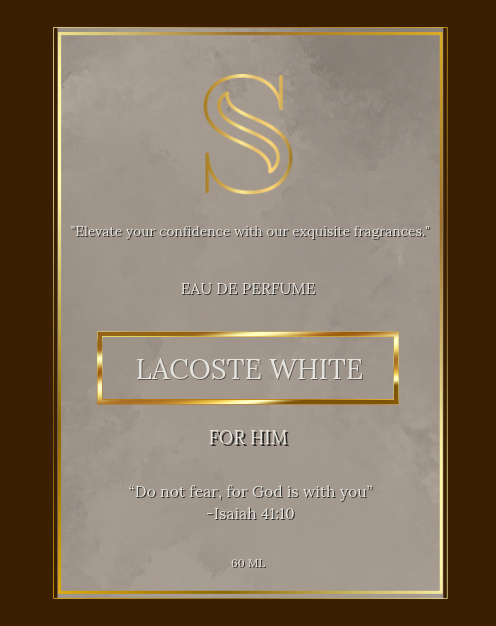 S
"Elevate your confidence with our exquisite fragrances."
EAU DE PERFUME
LACOSTE WHITE
FOR HIM
“Do not fear, for God is with you”
-Isaiah 41:10
60 ML